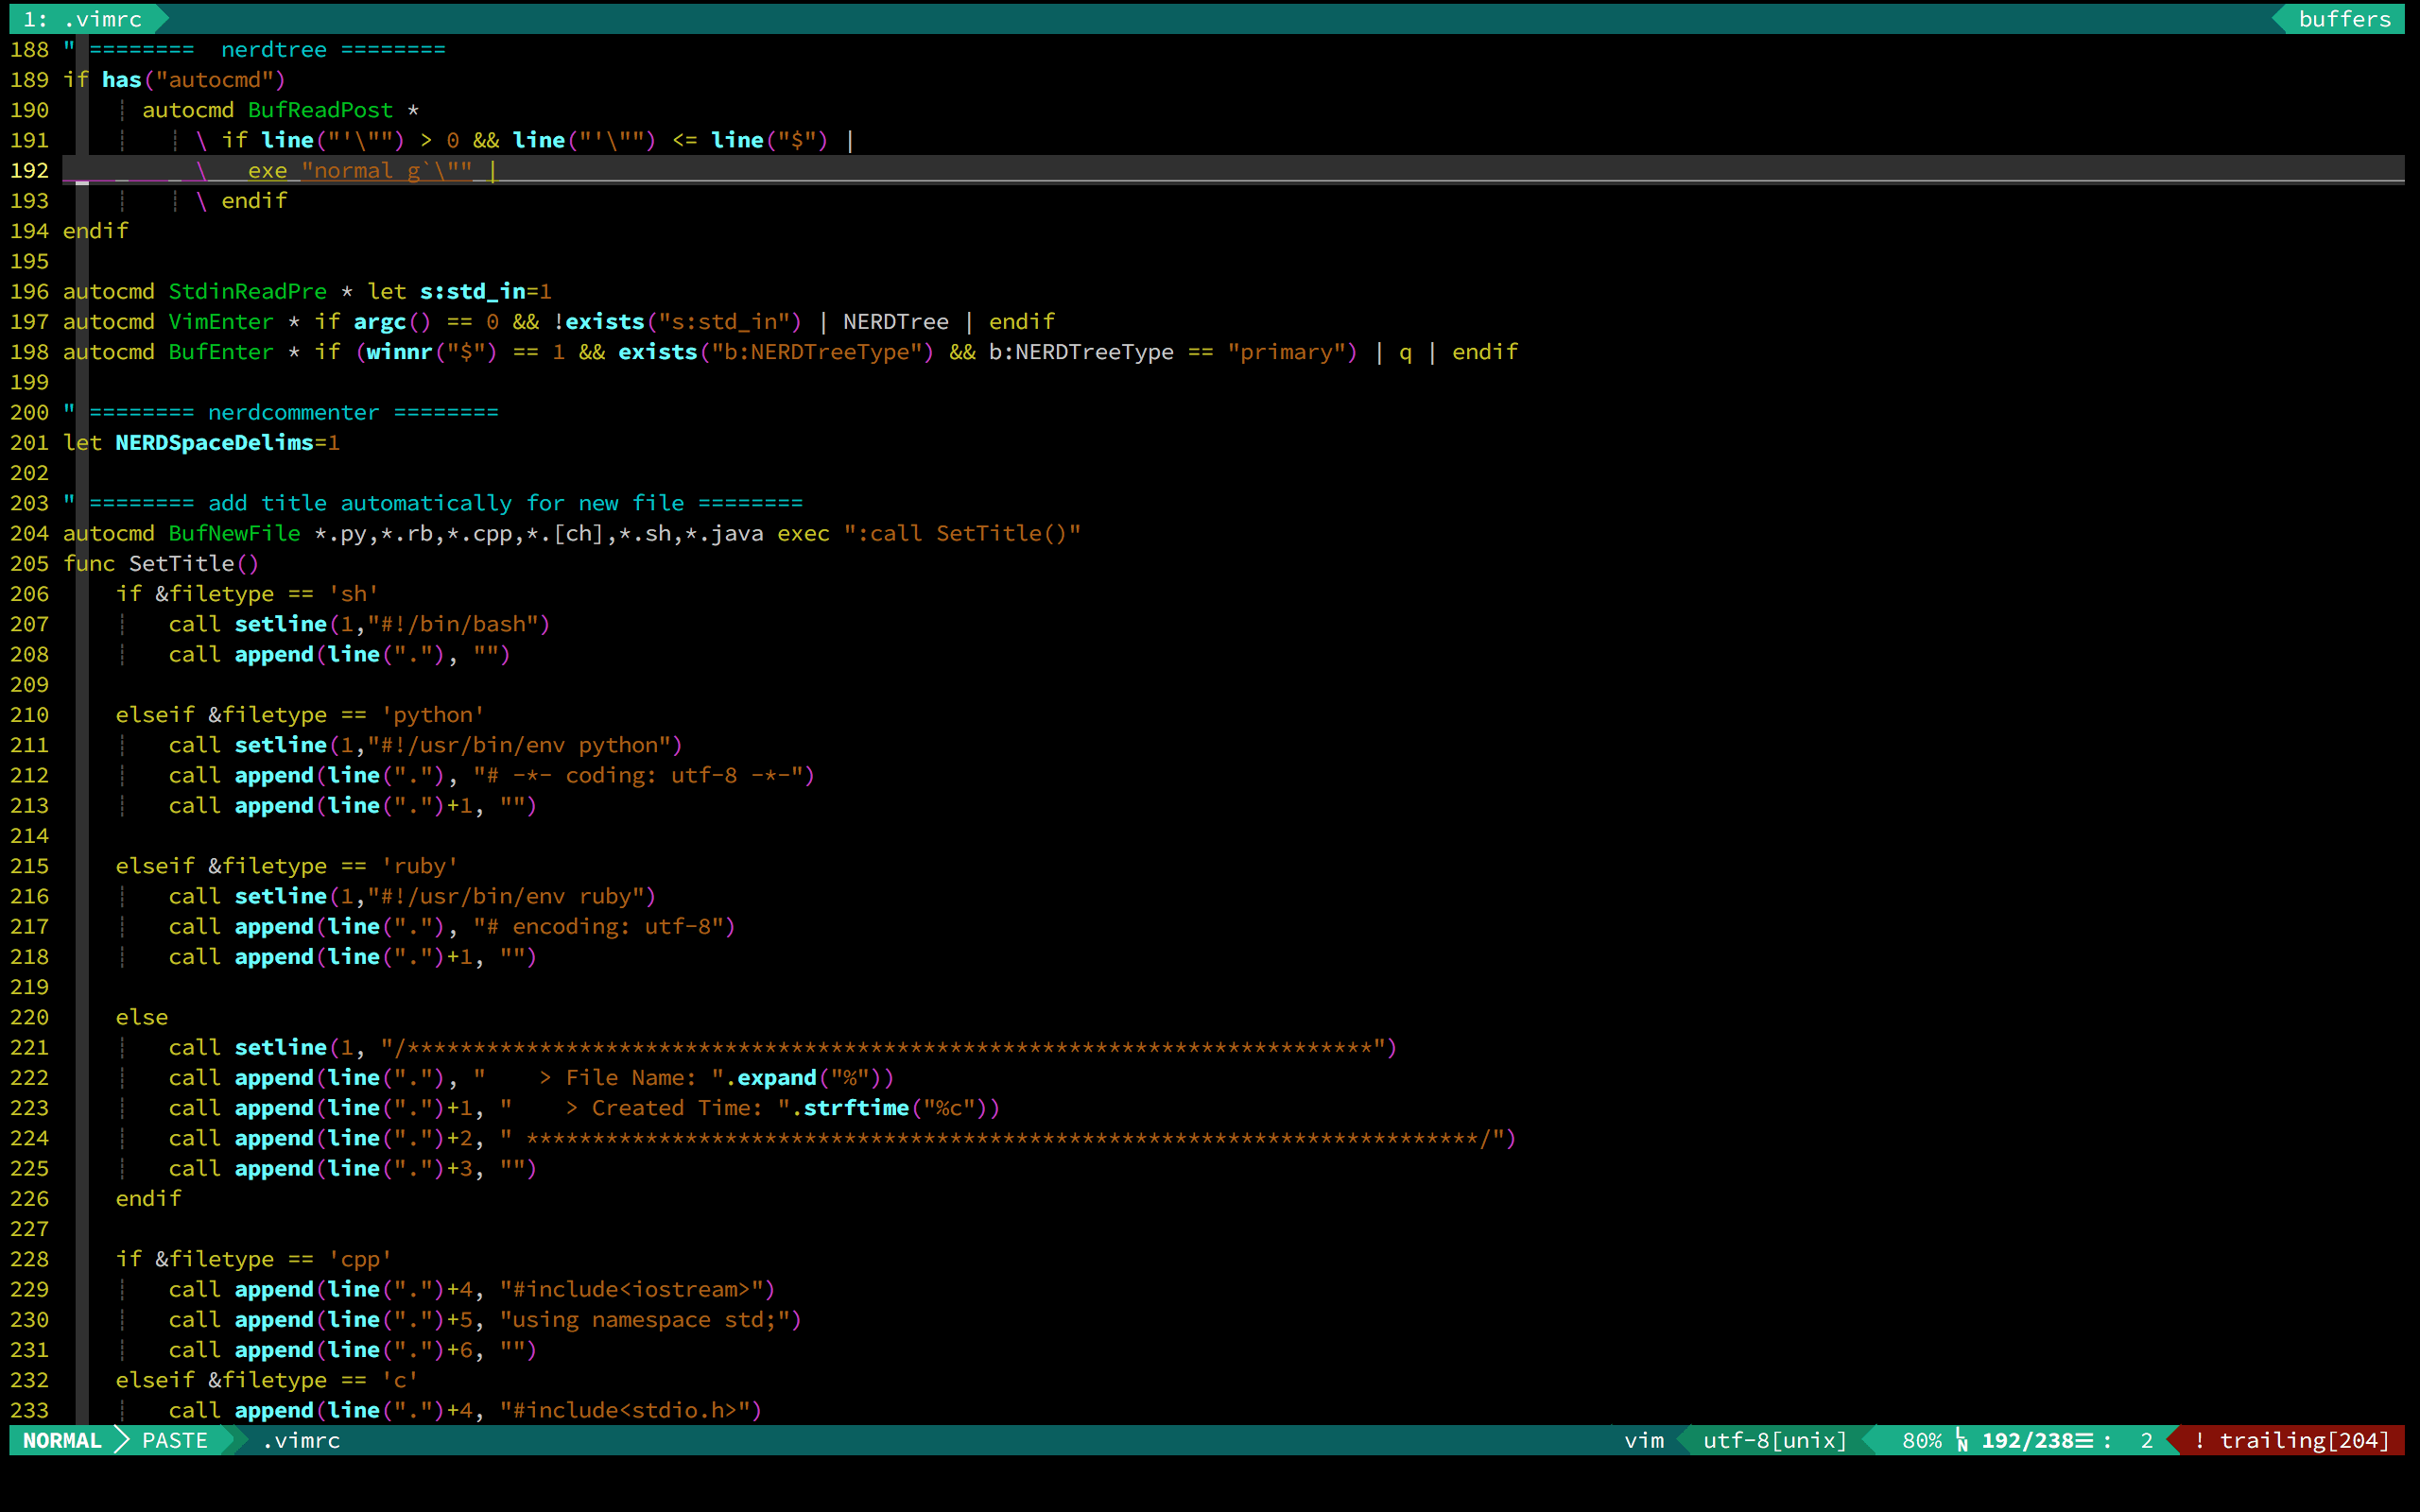 1: .vimrc buffers
188 " ======== nerdtree ========
189 if has("autocmd")
190 autocmd BufReadPost *
191 \ if line("'\"") > 0 && line("'\"") <= line("$") |
192 \ exe "normal g`\"" |
193 \ endif
194 endif
195
196 autocmd StdinReadPre * let s:std_in=1
197 autocmd VimEnter * if argc() == 0 && !exists("s:std_in") | NERDTree | endif
198 autocmd BufEnter * if (winnr("$") == 1 && exists("b:NERDTreeType") && b:NERDTreeType == "primary") | q | endif
199
200 " ======== nerdcommenter ========
201 let NERDSpaceDelims=1
202
203 " ======== add title automatically for new file ========
204 autocmd BufNewFile *.py,*.rb,*.cpp,*.[ch],*.sh,*.java exec ":call SetTitle()"
205 func SetTitle()
206 if &filetype == 'sh'
207 call setline(1,"#!/bin/bash")
208 call append(line("."), "")
209
210 elseif &filetype == 'python'
211 call setline(1,"#!/usr/bin/env python")
212 call append(line("."), "# -*- coding: utf-8 -*-")
213 call append(line(".")+1, "")
214
215 elseif &filetype == 'ruby'
216 call setline(1,"#!/usr/bin/env ruby")
217 call append(line("."), "# encoding: utf-8")
218 call append(line(".")+1, "")
219
220 else
221 call setline(1, "/*************************************************************************")
222 call append(line("."), "    > File Name: ".expand("%"))
223 call append(line(".")+1, "    > Created Time: ".strftime("%c"))
224 call append(line(".")+2, " ************************************************************************/")
225 call append(line(".")+3, "")
226 endif
227
228 if &filetype == 'cpp'
229 call append(line(".")+4, "#include<iostream>")
230 call append(line(".")+5, "using namespace std;")
231 call append(line(".")+6, "")
232 elseif &filetype == 'c'
233 call append(line(".")+4, "#include<stdio.h>")
NORMAL PASTE .vimrc vim utf-8[unix] 80% LN 192/238☰ : 2 ! trailing[204]